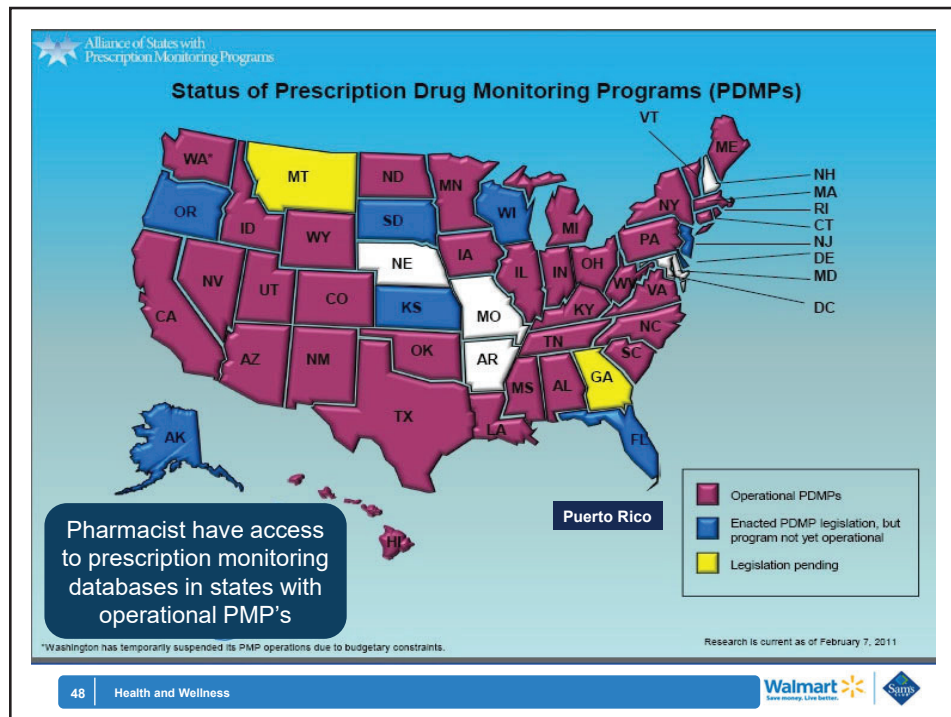 Alliance of States with
Prescription Monitoring Programs
Status of Prescription Drug Monitoring Programs (PDMPs)
VT
ME
WA*
MT
ND
MN
NH
MA
RI
CT
NJ
DE
MD
DC
OR
ID
WY
SD
WI
MI
NY
PA
NE
IA
IL
IN
OH
WV
VA
NV
UT
CO
KS
MO
KY
NC
CA
AZ
NM
OK
AR
TN
SC
MS
AL
GA
TX
LA
FL
AK
HI
Puerto Rico
Operational PDMPs
Enacted PDMP legislation, but
program not yet operational
Legislation pending
Pharmacist have access
to prescription monitoring
databases in states with
operational PMP's
*Washington has temporarily suspended its PMP operations due to budgetary constraints.
Research is current as of February 7, 2011
48
Health and Wellness
Walmart
Save money. Live better.
Sam's
CLUB